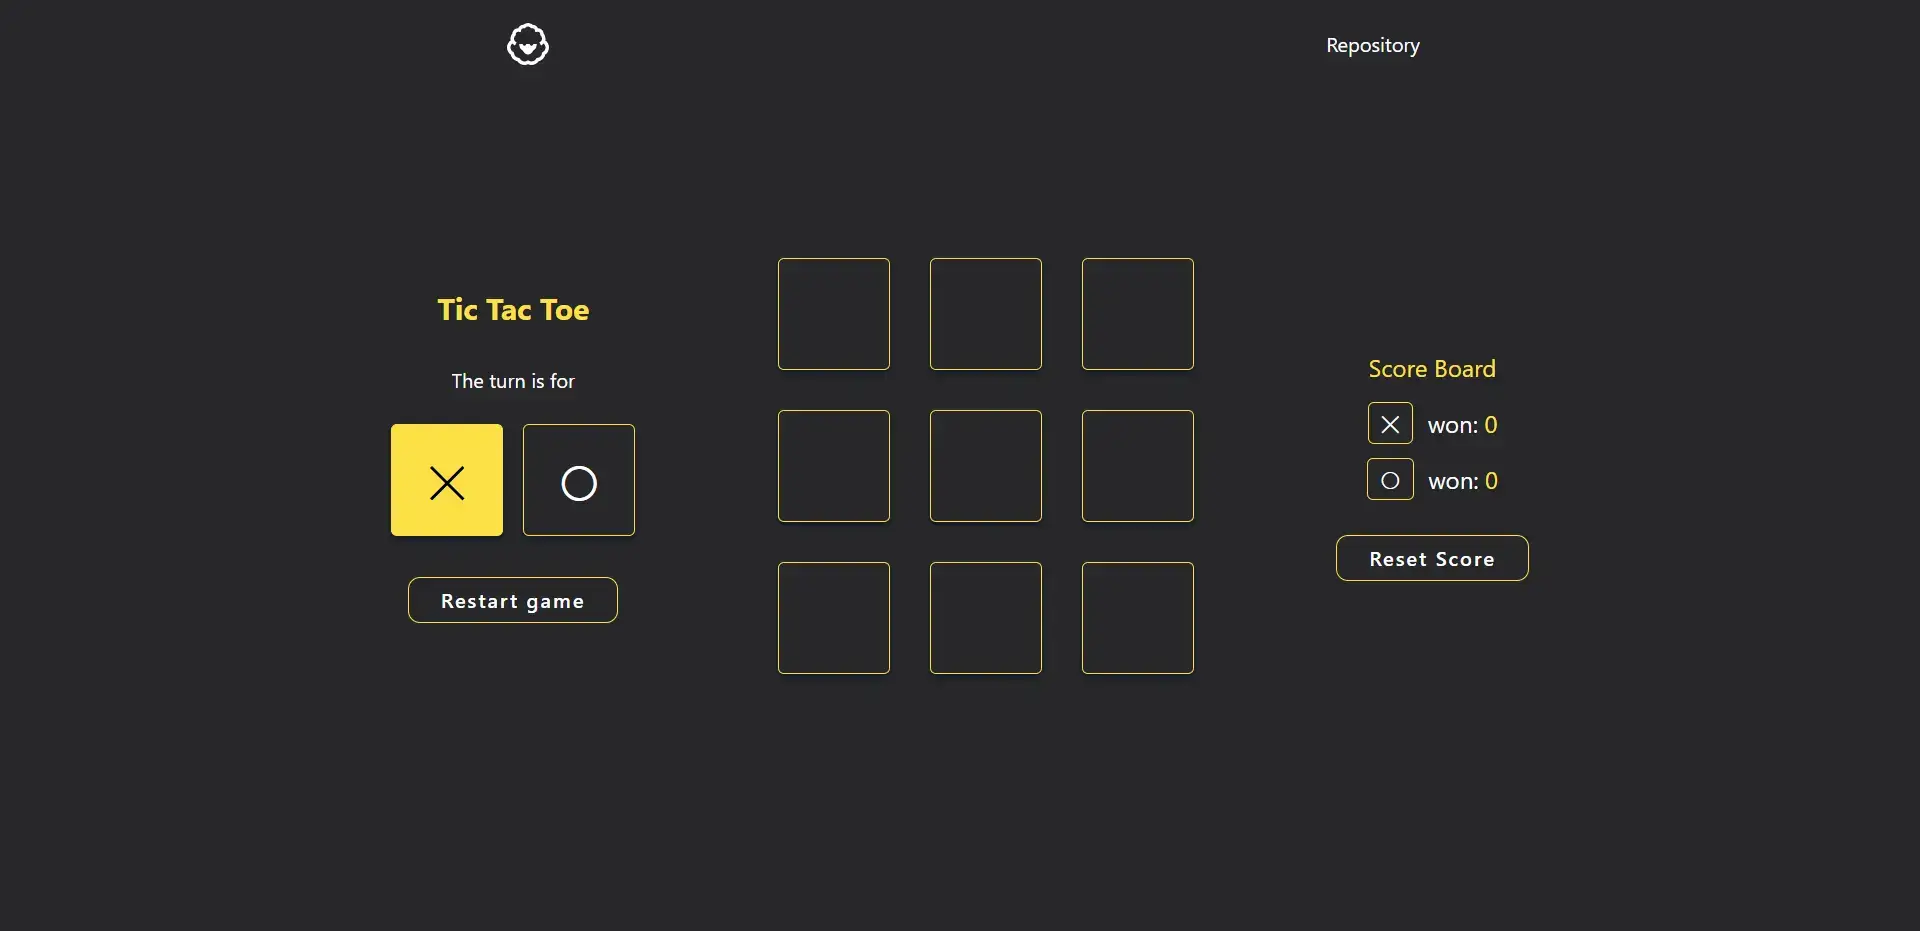 Repository
Tic Tac Toe
The turn is for
× ○
Restart game
Score Board
× won: 0
○ won: 0
Reset Score